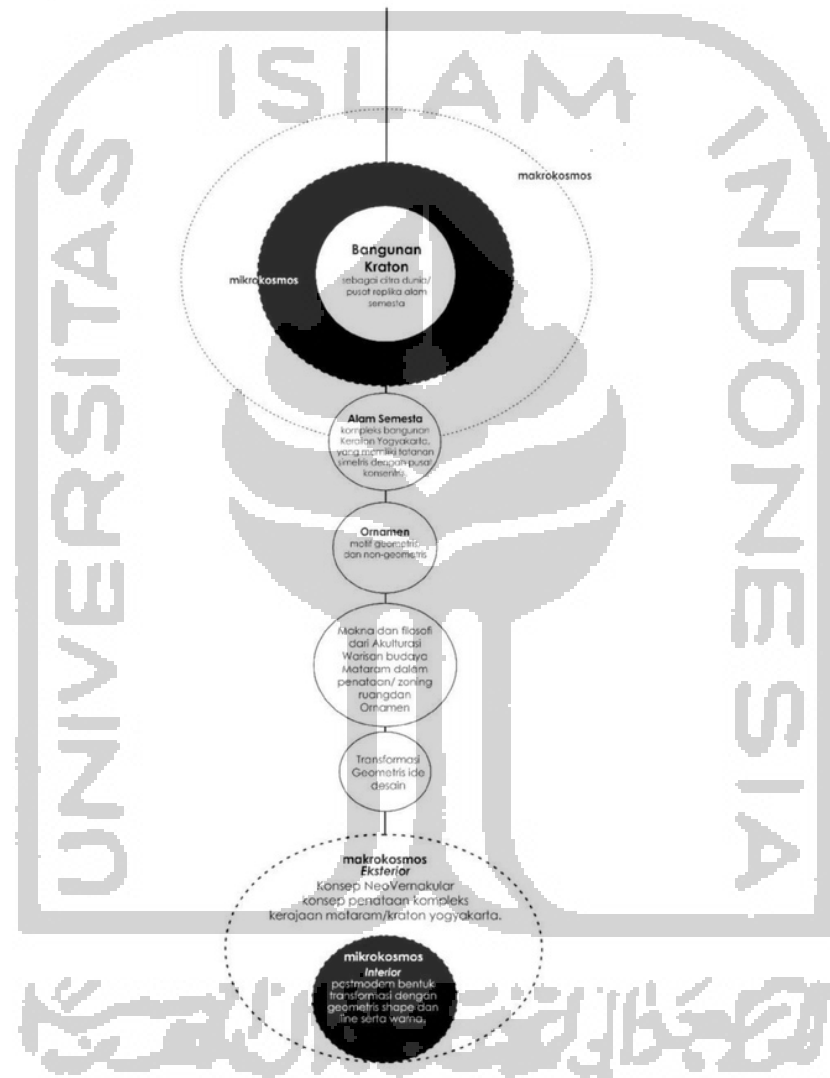 ISLAM
UNIVERSITAS
INDONESIA
makrokosmos
Bangunan
Kraton
sebagai citra dunia/
pusat replika alam
semesta
mikrokosmos
Alam Semesta
kompleks bangunan
Keraton Yogyakarta,
yang memiliki tatanan
simetris dengan pusat
konsentris
Ornamen
motif geometris
dan non-geometris
Makna dan filosofi
dari Akulturasi
Warisan budaya
Mataram dalam
penataan/ zoning
ruangdan
Ornamen
Transformasi
Geometris ide
desain
makrokosmos
Eksterior
Konsep NeoVernakular
konsep penataan kompleks
kerajaan mataram/kraton yogyakarta.
mikrokosmos
Interior
postmodern bentuk
transformasi dengan
geometris shape dan
line serta warna.